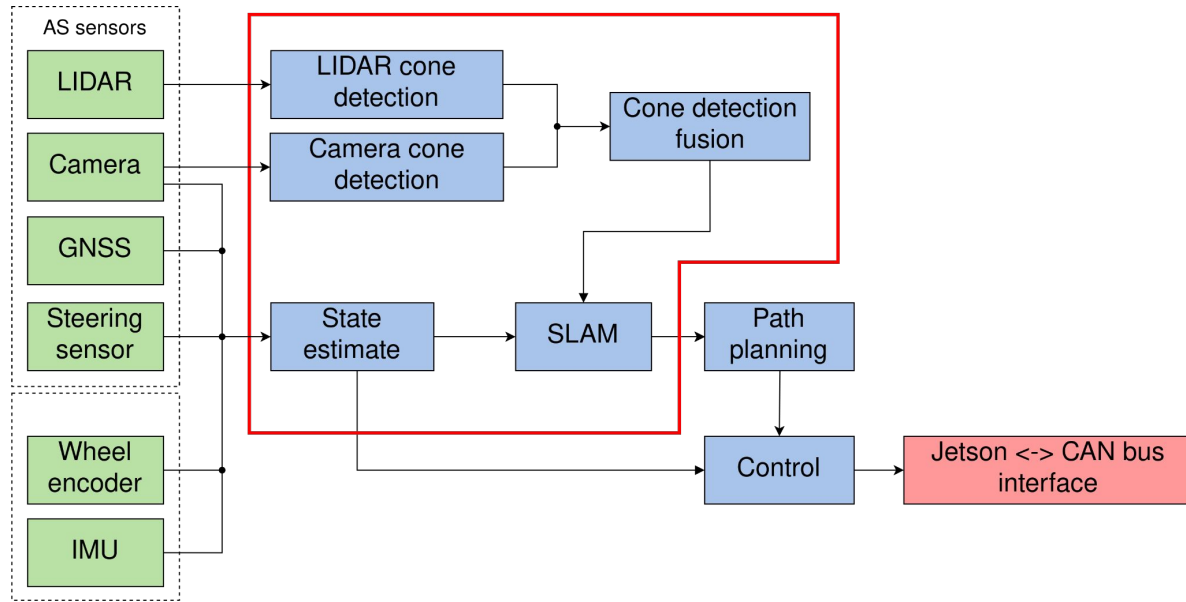 AS sensors
LIDAR
Camera
GNSS
Steering
sensor
Wheel
encoder
IMU
LIDAR cone
detection
Camera cone
detection
Cone detection
fusion
State
estimate
SLAM
Path
planning
Control
Jetson <-> CAN bus
interface